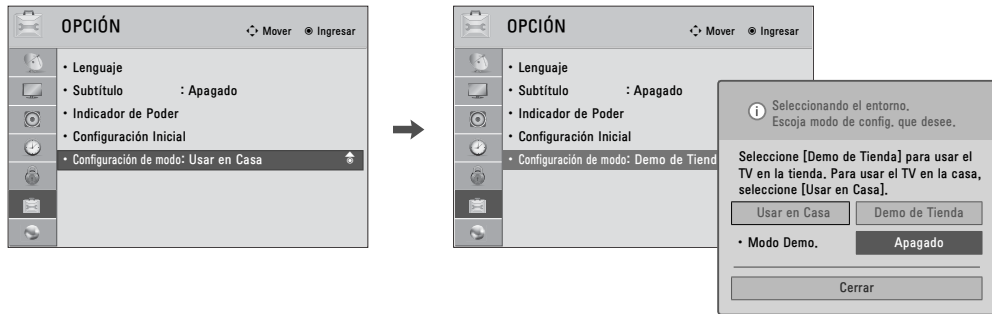 OPCIÓN
Mover
Ingresar
• Lenguaje
• Subtítulo : Apagado
• Indicador de Poder
• Configuración Inicial
• Configuración de modo: Usar en Casa
OPCIÓN
Mover
Ingresar
• Lenguaje
• Subtítulo : Apagado
• Indicador de Poder
• Configuración Inicial
• Configuración de modo: Demo de Tiend
i
Seleccionando el entorno.
Escoja modo de config. que desee.
Seleccione [Demo de Tienda] para usar el
TV en la tienda. Para usar el TV en la casa,
seleccione [Usar en Casa].
Usar en Casa
Demo de Tienda
• Modo Demo.
Apagado
Cerrar